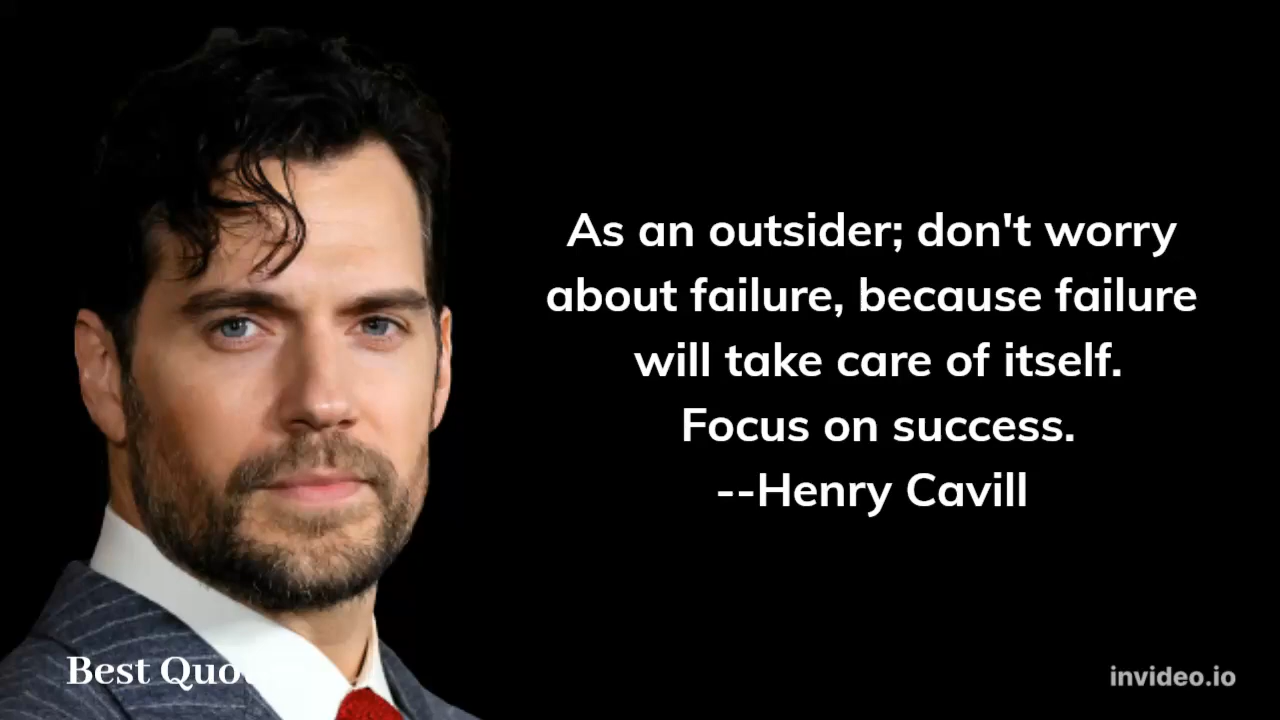 As an outsider; don't worry
about failure, because failure
will take care of itself.
Focus on success.
--Henry Cavill
Best Quo
invideo.io